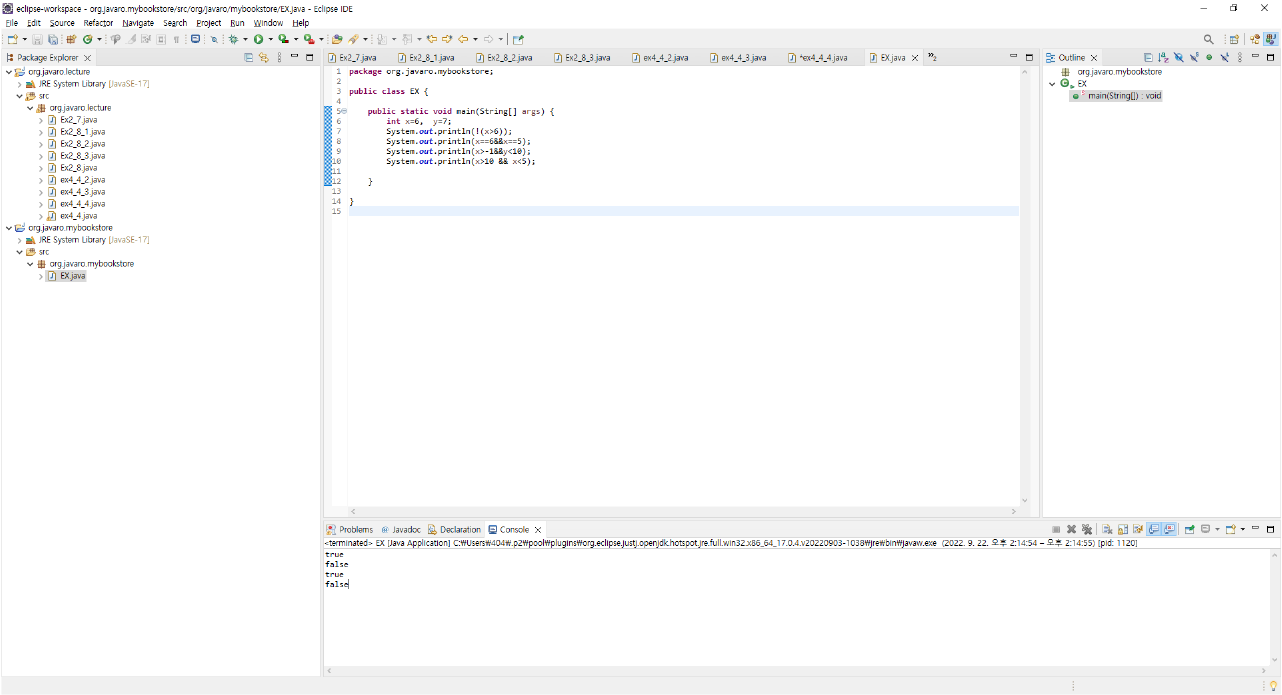 eclipse-workspace - org.javaro.mybookstore/src/org/javaro/mybookstore/EX.java - Eclipse IDE
File Edit Source Refactor Navigate Search Project Run Window Help
Package Explorer
org.javaro.lecture
JRE System Library [JavaSE-17]
src
org.javaro.lecture
Ex2_7.java
Ex2_8_1.java
Ex2_8_2.java
Ex2_8_3.java
Ex2_8.java
ex4_4_2.java
ex4_4_3.java
ex4_4_4.java
ex4_4.java
org.javaro.mybookstore
JRE System Library [JavaSE-17]
src
org.javaro.mybookstore
EX.java
Ex2_7.java Ex2_8_1.java Ex2_8_2.java Ex2_8_3.java ex4_4_2.java ex4_4_3.java *ex4_4_4.java EX.java »2
1 package org.javaro.mybookstore;
2
3 public class EX {
4
5 public static void main(String[] args) {
6 int x=6, y=7;
7 System.out.println(!(x>6));
8 System.out.println(x==6&&x==5);
9 System.out.println(x>-1&&y<10);
10 System.out.println(x>10 && x<5);
11
12 }
13
14 }
15
Outline
org.javaro.mybookstore
EX
main(String[]) : void
Problems Javadoc Declaration Console
<terminated> EX [Java Application] C:₩Users₩404₩.p2₩pool₩plugins₩org.eclipse.justj.openjdk.hotspot.jre.full.win32.x86_64_17.0.4.v20220903-1038₩jre₩bin₩javaw.exe (2022. 9. 22. 오후 2:14:54 – 오후 2:14:55) [pid: 1120]
true
false
true
false